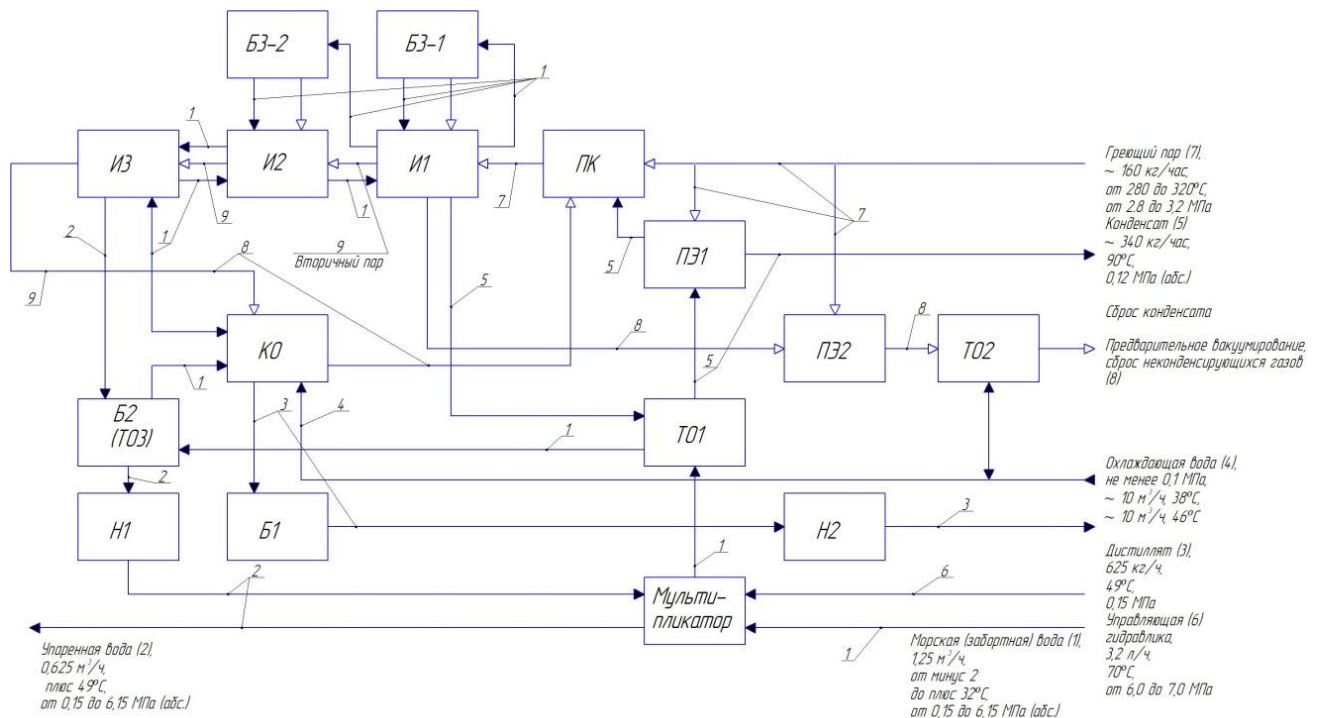 БЗ-2
БЗ-1
1
1
ИЗ
И2
И1
ПК
9
1
9
Вторичный пар
1
7
7
Греющий пар (7),
~ 160 кг/час,
от 280 до 320°С,
от 2.8 до 3,2 МПа
Конденсат (5)
~ 340 кг/час,
90°С,
0,12 МПа (абс.)
2
1
8
5
5
ПЭ1
9
КО
8
8
ПЭ2
ТО2
Сброс конденсата
Предварительное вакуумирование,
сброс неконденсирующихся газов
(8)
1
3
4
5
Б2
(ТО3)
1
ТО1
2
Н1
Б1
3
Н2
3
Охлаждающая вода (4),
не менее 0,1 МПа,
~ 10 м³/ч, 38°С,
~ 10 м³/ч, 46°С
2
1
Мульти-
пликатор
6
1
Дистиллят (3),
625 кг/ч,
49°С,
0,15 МПа
Управляющая (6)
гидравлика,
3,2 л/ч,
70°С,
от 6,0 до 7,0 МПа
Упаренная вода (2),
0,625 м³/ч,
плюс 49°С,
от 0,15 до 6,15 МПа (абс.)
Морская (забортная) вода (1),
1,25 м³/ч,
от минус 2
до плюс 32°С,
от 0,15 до 6,15 МПа (абс.)